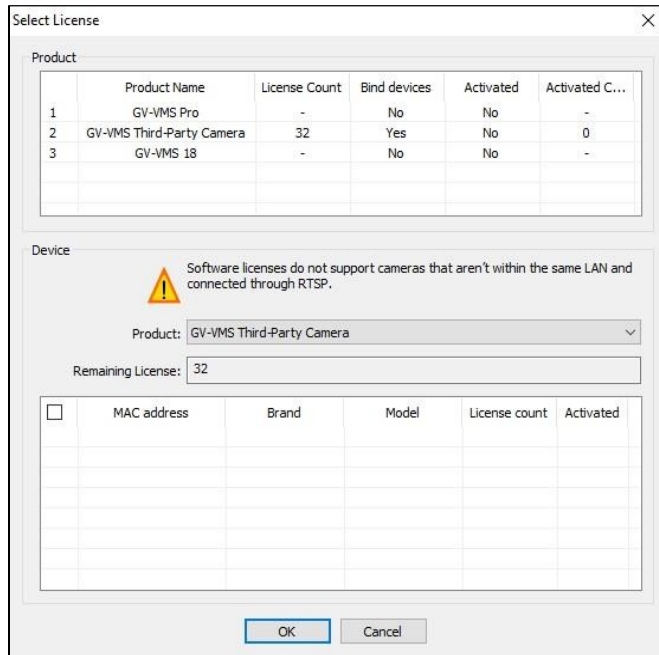 Select License
Product
Product Name License Count Bind devices Activated Activated C...
1 GV-VMS Pro - No No -
2 GV-VMS Third-Party Camera 32 Yes No 0
3 GV-VMS 18 - No No -
Device
Software licenses do not support cameras that aren't within the same LAN and
connected through RTSP.
Product: GV-VMS Third-Party Camera
Remaining License: 32
MAC address Brand Model License count Activated
OK Cancel